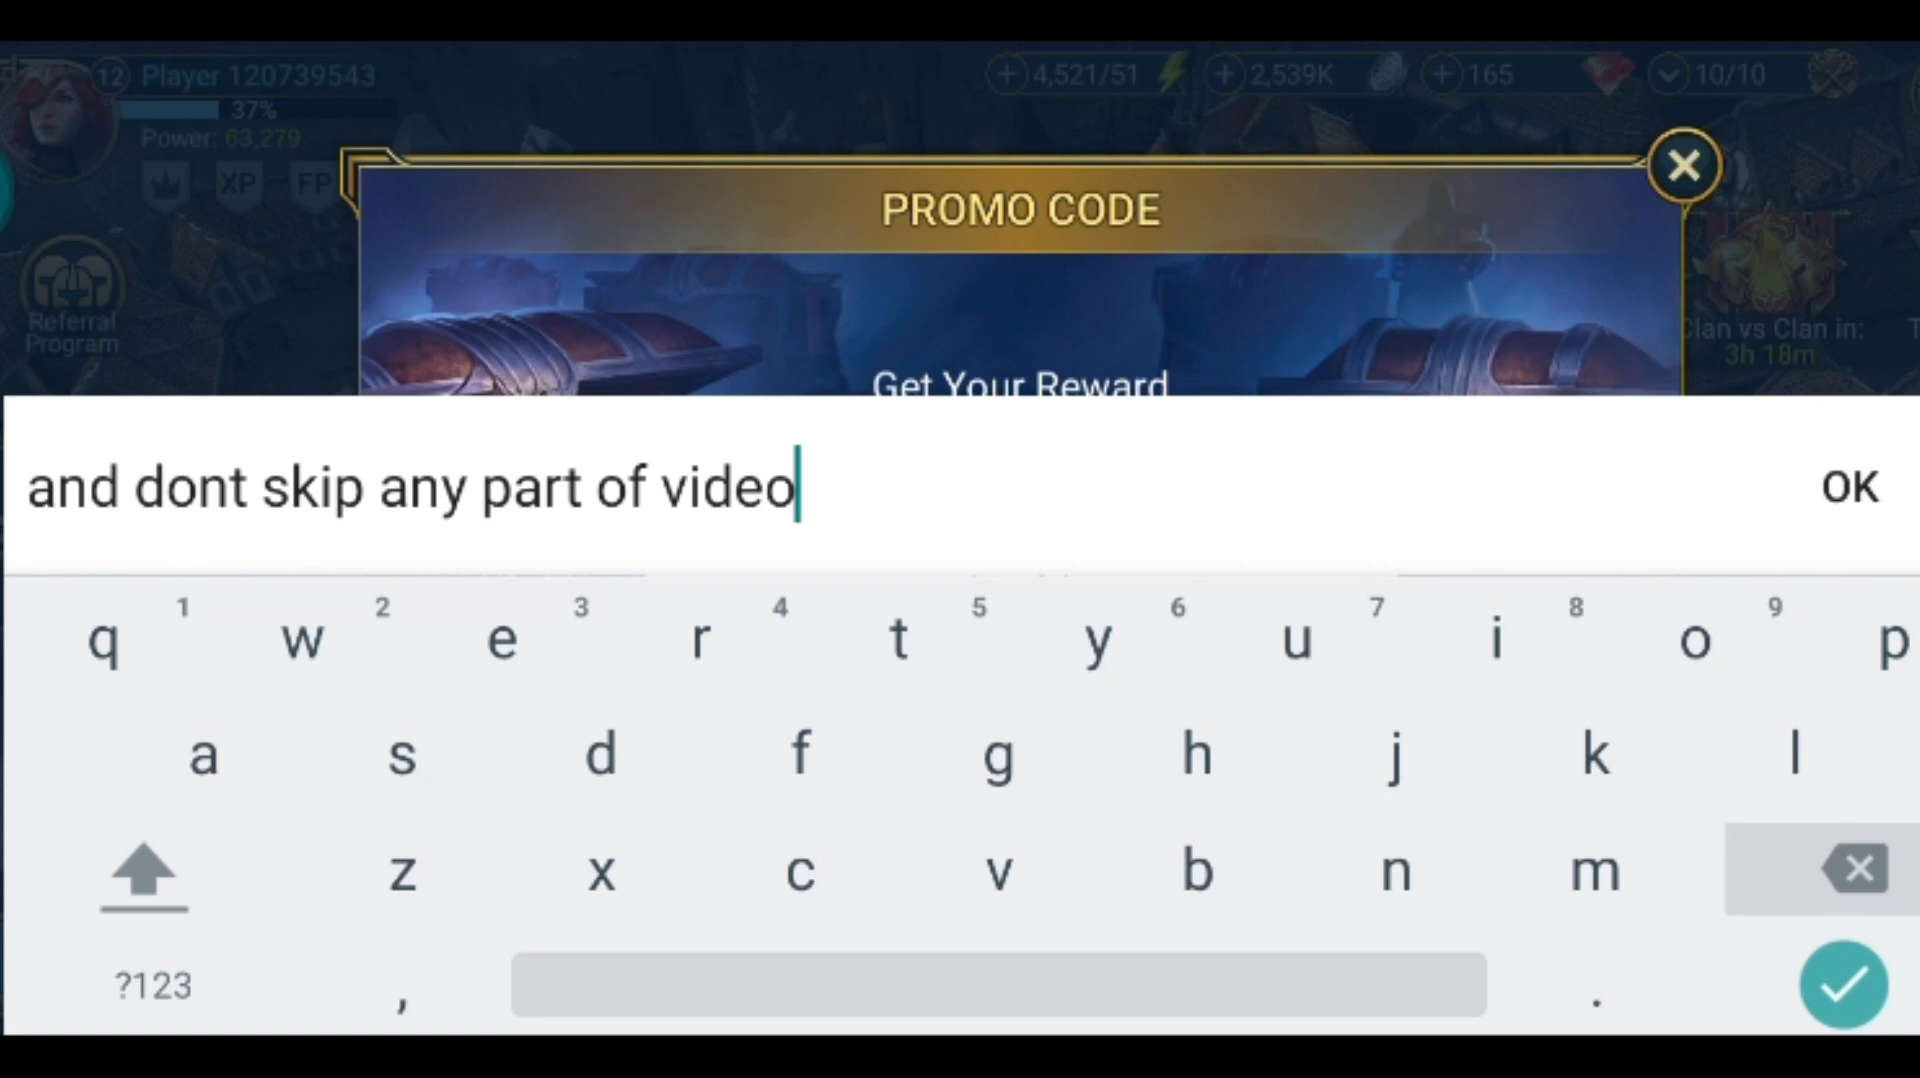 12 Player 120739543
37%
Power: 63,279
XP FP
4,521/51
2,539K
165
10/10
PROMO CODE
Referral
Program
Clan vs Clan in:
3h 18m
Get Your Reward
and dont skip any part of video
OK
1 2 3 4 5 6 7 8 9
q w e r t y u i o p
a s d f g h j k l
z x c v b n m
?123 , .